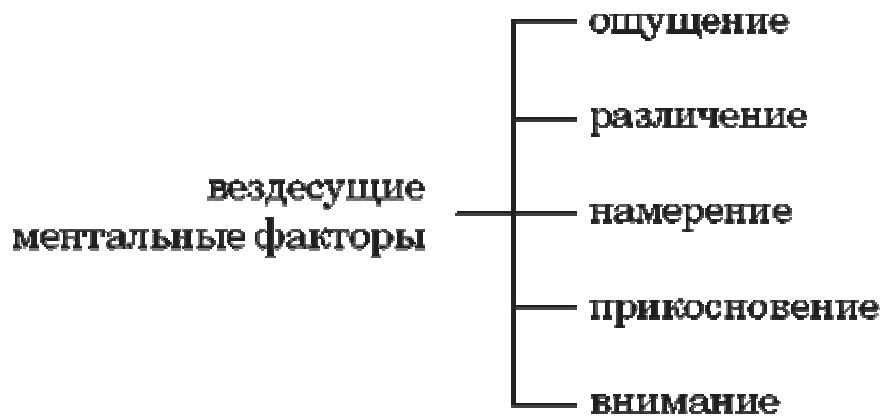 вездесущие
ментальные факторы
ощущение
различение
намерение
прикосновение
внимание